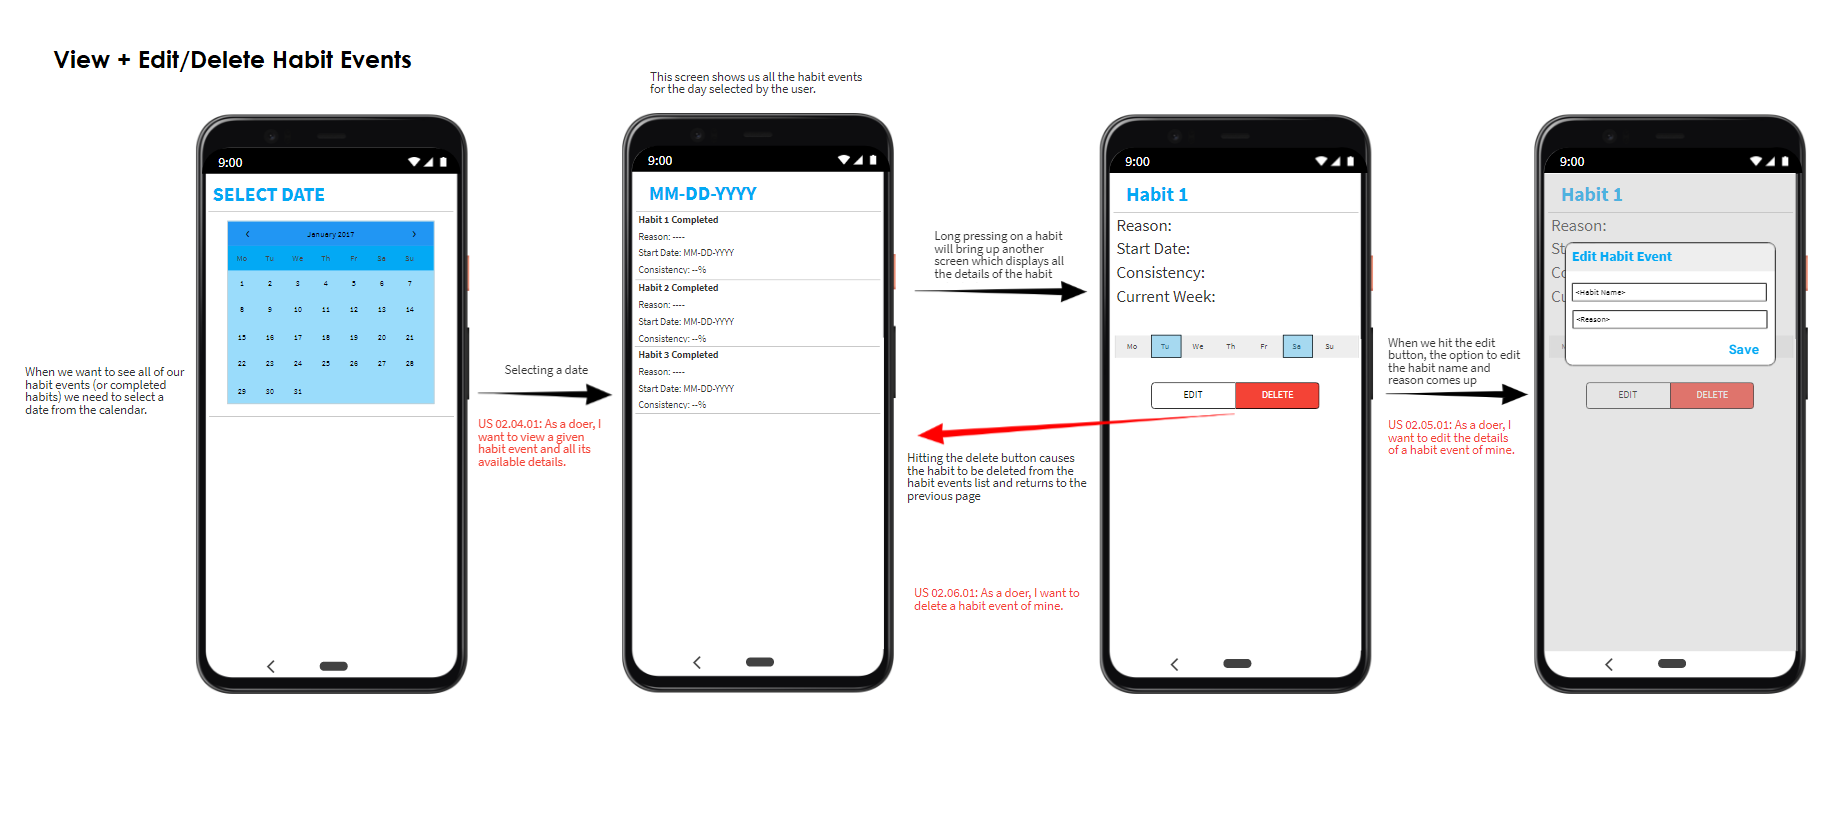 View + Edit/Delete Habit Events
This screen shows us all the habit events
for the day selected by the user.
When we want to see all of our
habit events (or completed
habits) we need to select a
date from the calendar.
9:00
SELECT DATE
‹ January 2017 ›
Mo Tu We Th Fr Sa Su
1 2 3 4 5 6 7
8 9 10 11 12 13 14
15 16 17 18 19 20 21
22 23 24 25 26 27 28
29 30 31
Selecting a date
US 02.04.01: As a doer, I
want to view a given
habit event and all its
available details.
9:00
MM-DD-YYYY
Habit 1 Completed
Reason: ----
Start Date: MM-DD-YYYY
Consistency: --%
Habit 2 Completed
Reason: ----
Start Date: MM-DD-YYYY
Consistency: --%
Habit 3 Completed
Reason: ----
Start Date: MM-DD-YYYY
Consistency: --%
Long pressing on a habit
will bring up another
screen which displays all
the details of the habit
Hitting the delete button causes
the habit to be deleted from the
habit events list and returns to the
previous page
US 02.06.01: As a doer, I want to
delete a habit event of mine.
9:00
Habit 1
Reason:
Start Date:
Consistency:
Current Week:
Mo Tu We Th Fr Sa Su
EDIT DELETE
When we hit the edit
button, the option to edit
the habit name and
reason comes up
US 02.05.01: As a doer, I
want to edit the details
of a habit event of mine.
9:00
Habit 1
Reason:
Edit Habit Event
<Habit Name>
<Reason>
Save
EDIT DELETE